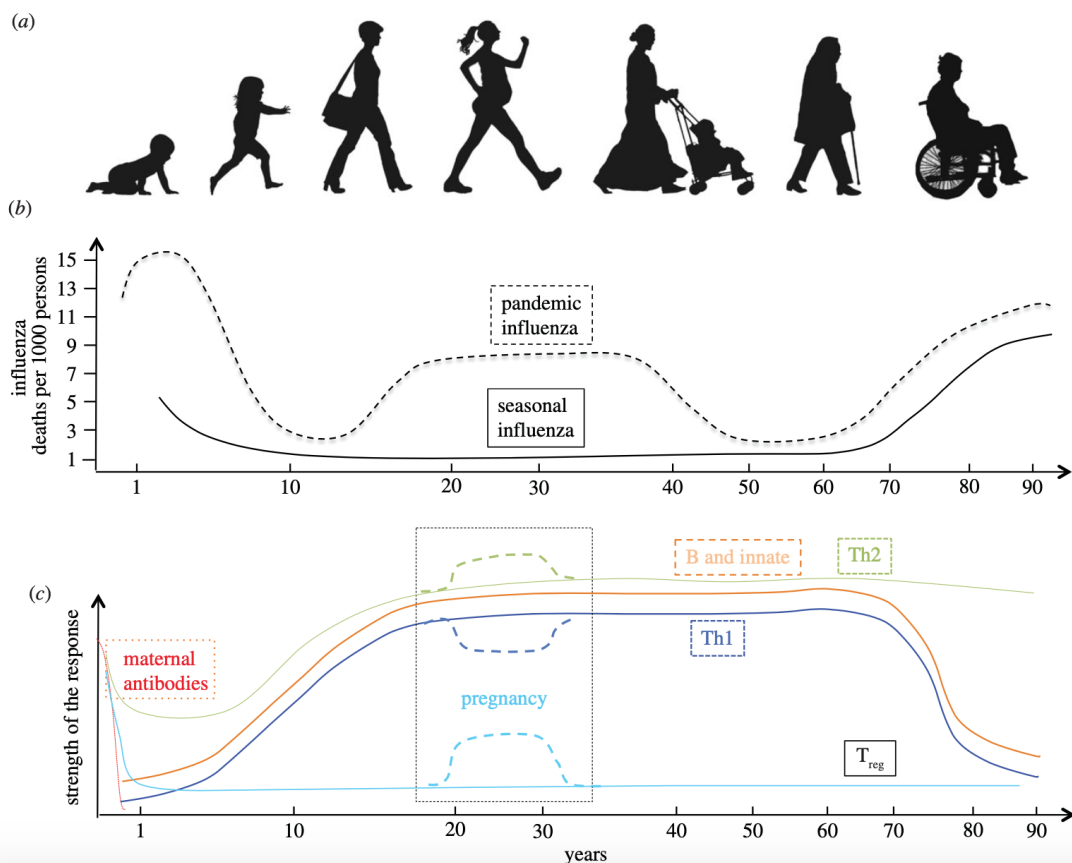 (a)
(b)
influenza
deaths per 1000 persons
15
13
11
9
7
5
3
1
pandemic
influenza
seasonal
influenza
1 10 20 30 40 50 60 70 80 90
(c)
strength of the response
maternal
antibodies
B and innate
Th2
Th1
pregnancy
Treg
1 10 20 30 40 50 60 70 80 90
years